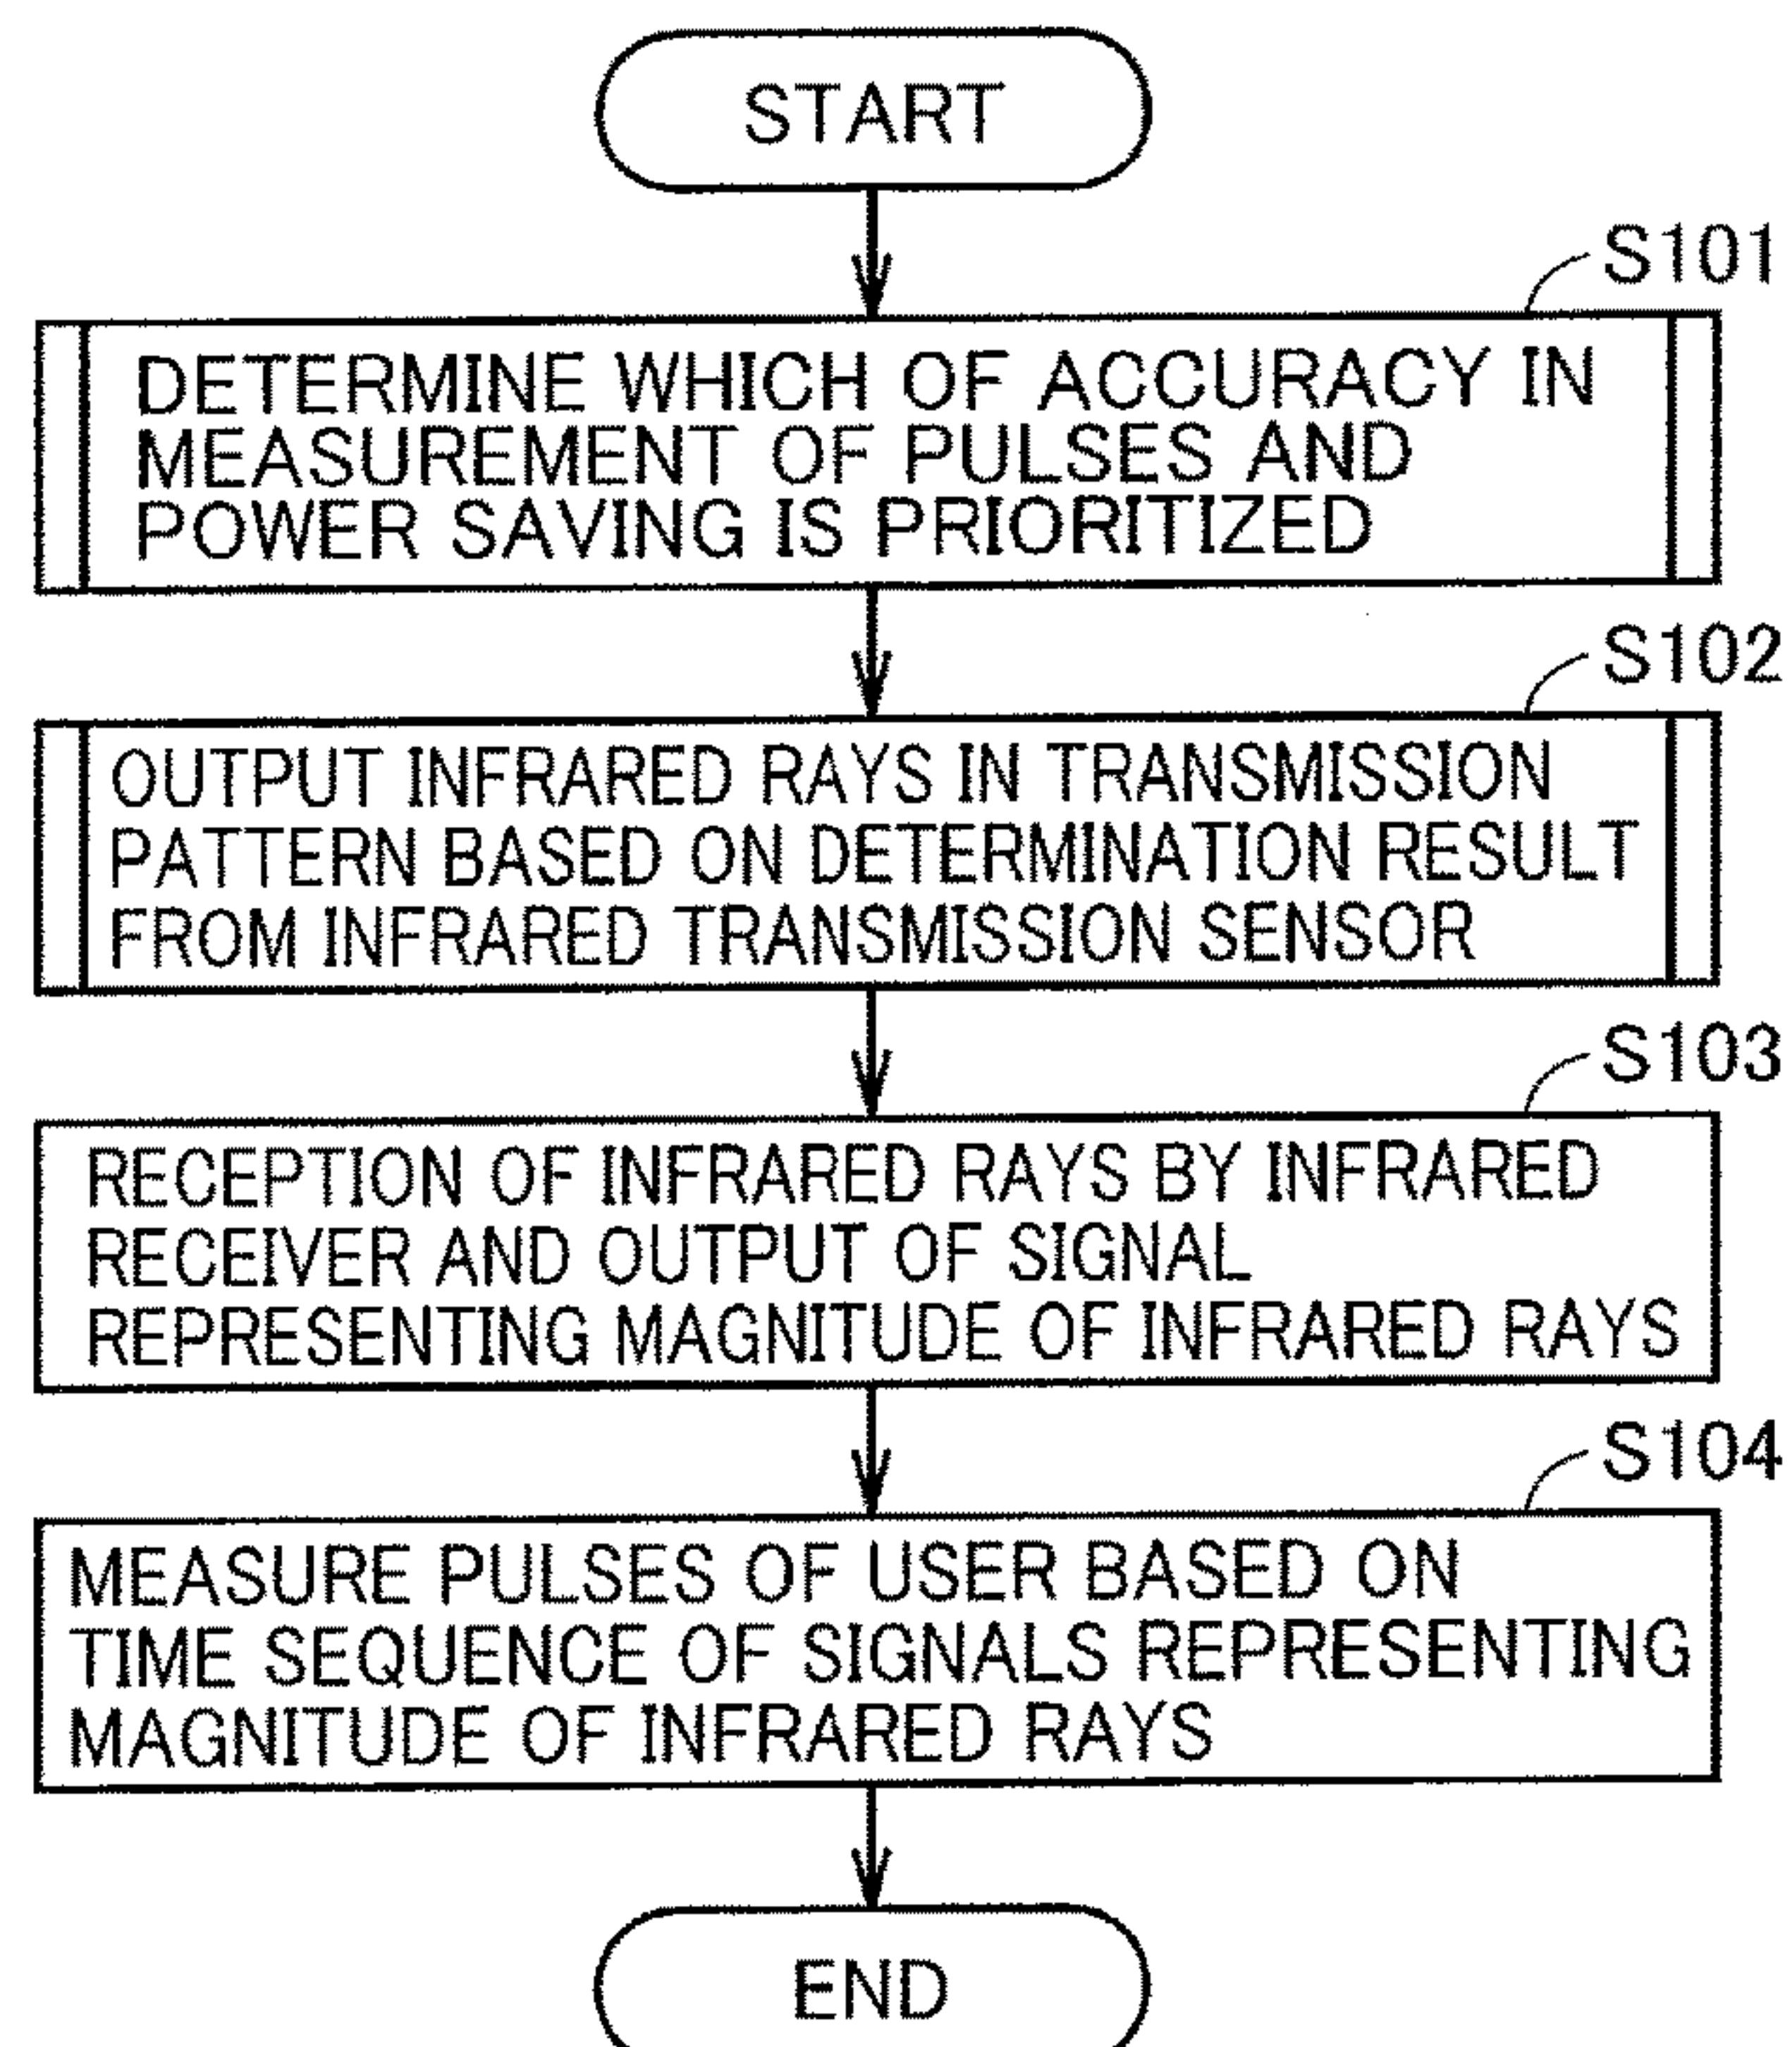 START
S101
DETERMINE WHICH OF ACCURACY IN
MEASUREMENT OF PULSES AND
POWER SAVING IS PRIORITIZED
S102
OUTPUT INFRARED RAYS IN TRANSMISSION
PATTERN BASED ON DETERMINATION RESULT
FROM INFRARED TRANSMISSION SENSOR
S103
RECEPTION OF INFRARED RAYS BY INFRARED
RECEIVER AND OUTPUT OF SIGNAL
REPRESENTING MAGNITUDE OF INFRARED RAYS
S104
MEASURE PULSES OF USER BASED ON
TIME SEQUENCE OF SIGNALS REPRESENTING
MAGNITUDE OF INFRARED RAYS
END